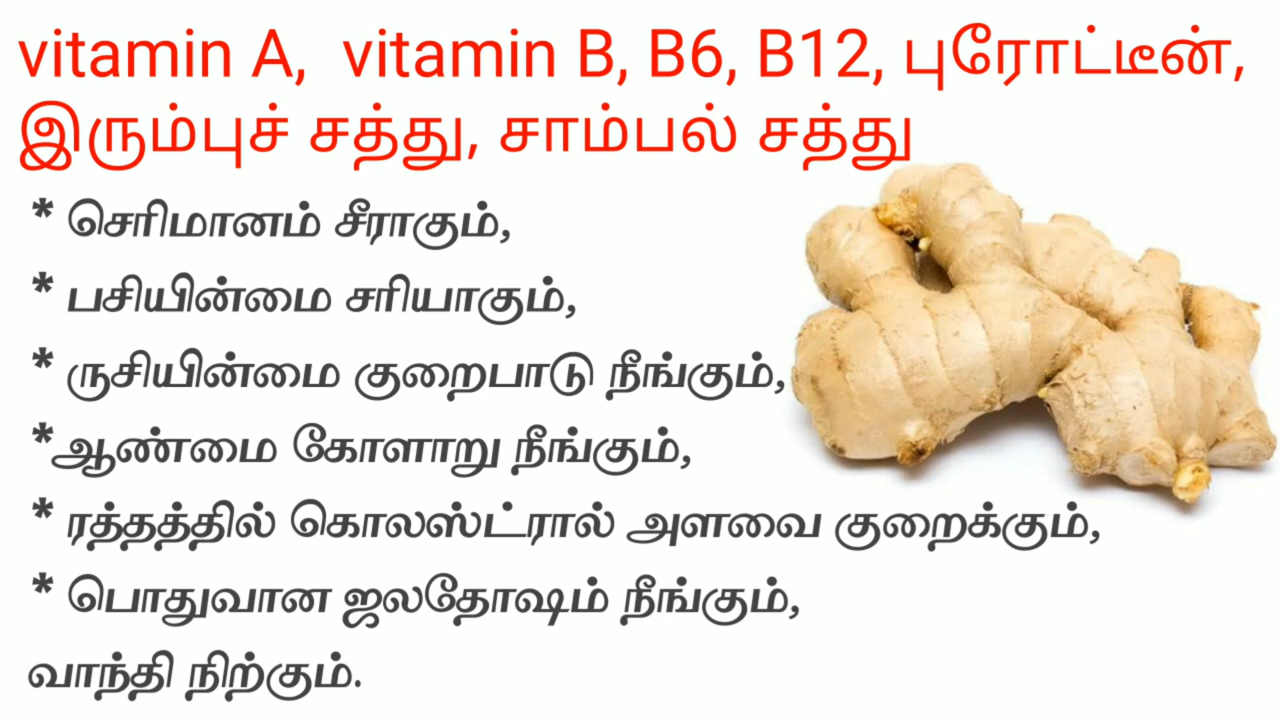 vitamin A, vitamin B, B6, B12, புரோட்டீன்,
இரும்புச் சத்து, சாம்பல் சத்து
* செரிமானம் சீராகும்,
* பசியின்மை சரியாகும்,
* ருசியின்மை குறைபாடு நீங்கும்,
*ஆண்மை கோளாறு நீங்கும்,
* ரத்தத்தில் கொலஸ்ட்ரால் அளவை குறைக்கும்,
* பொதுவான ஜலதோஷம் நீங்கும்,
வாந்தி நிற்கும்.